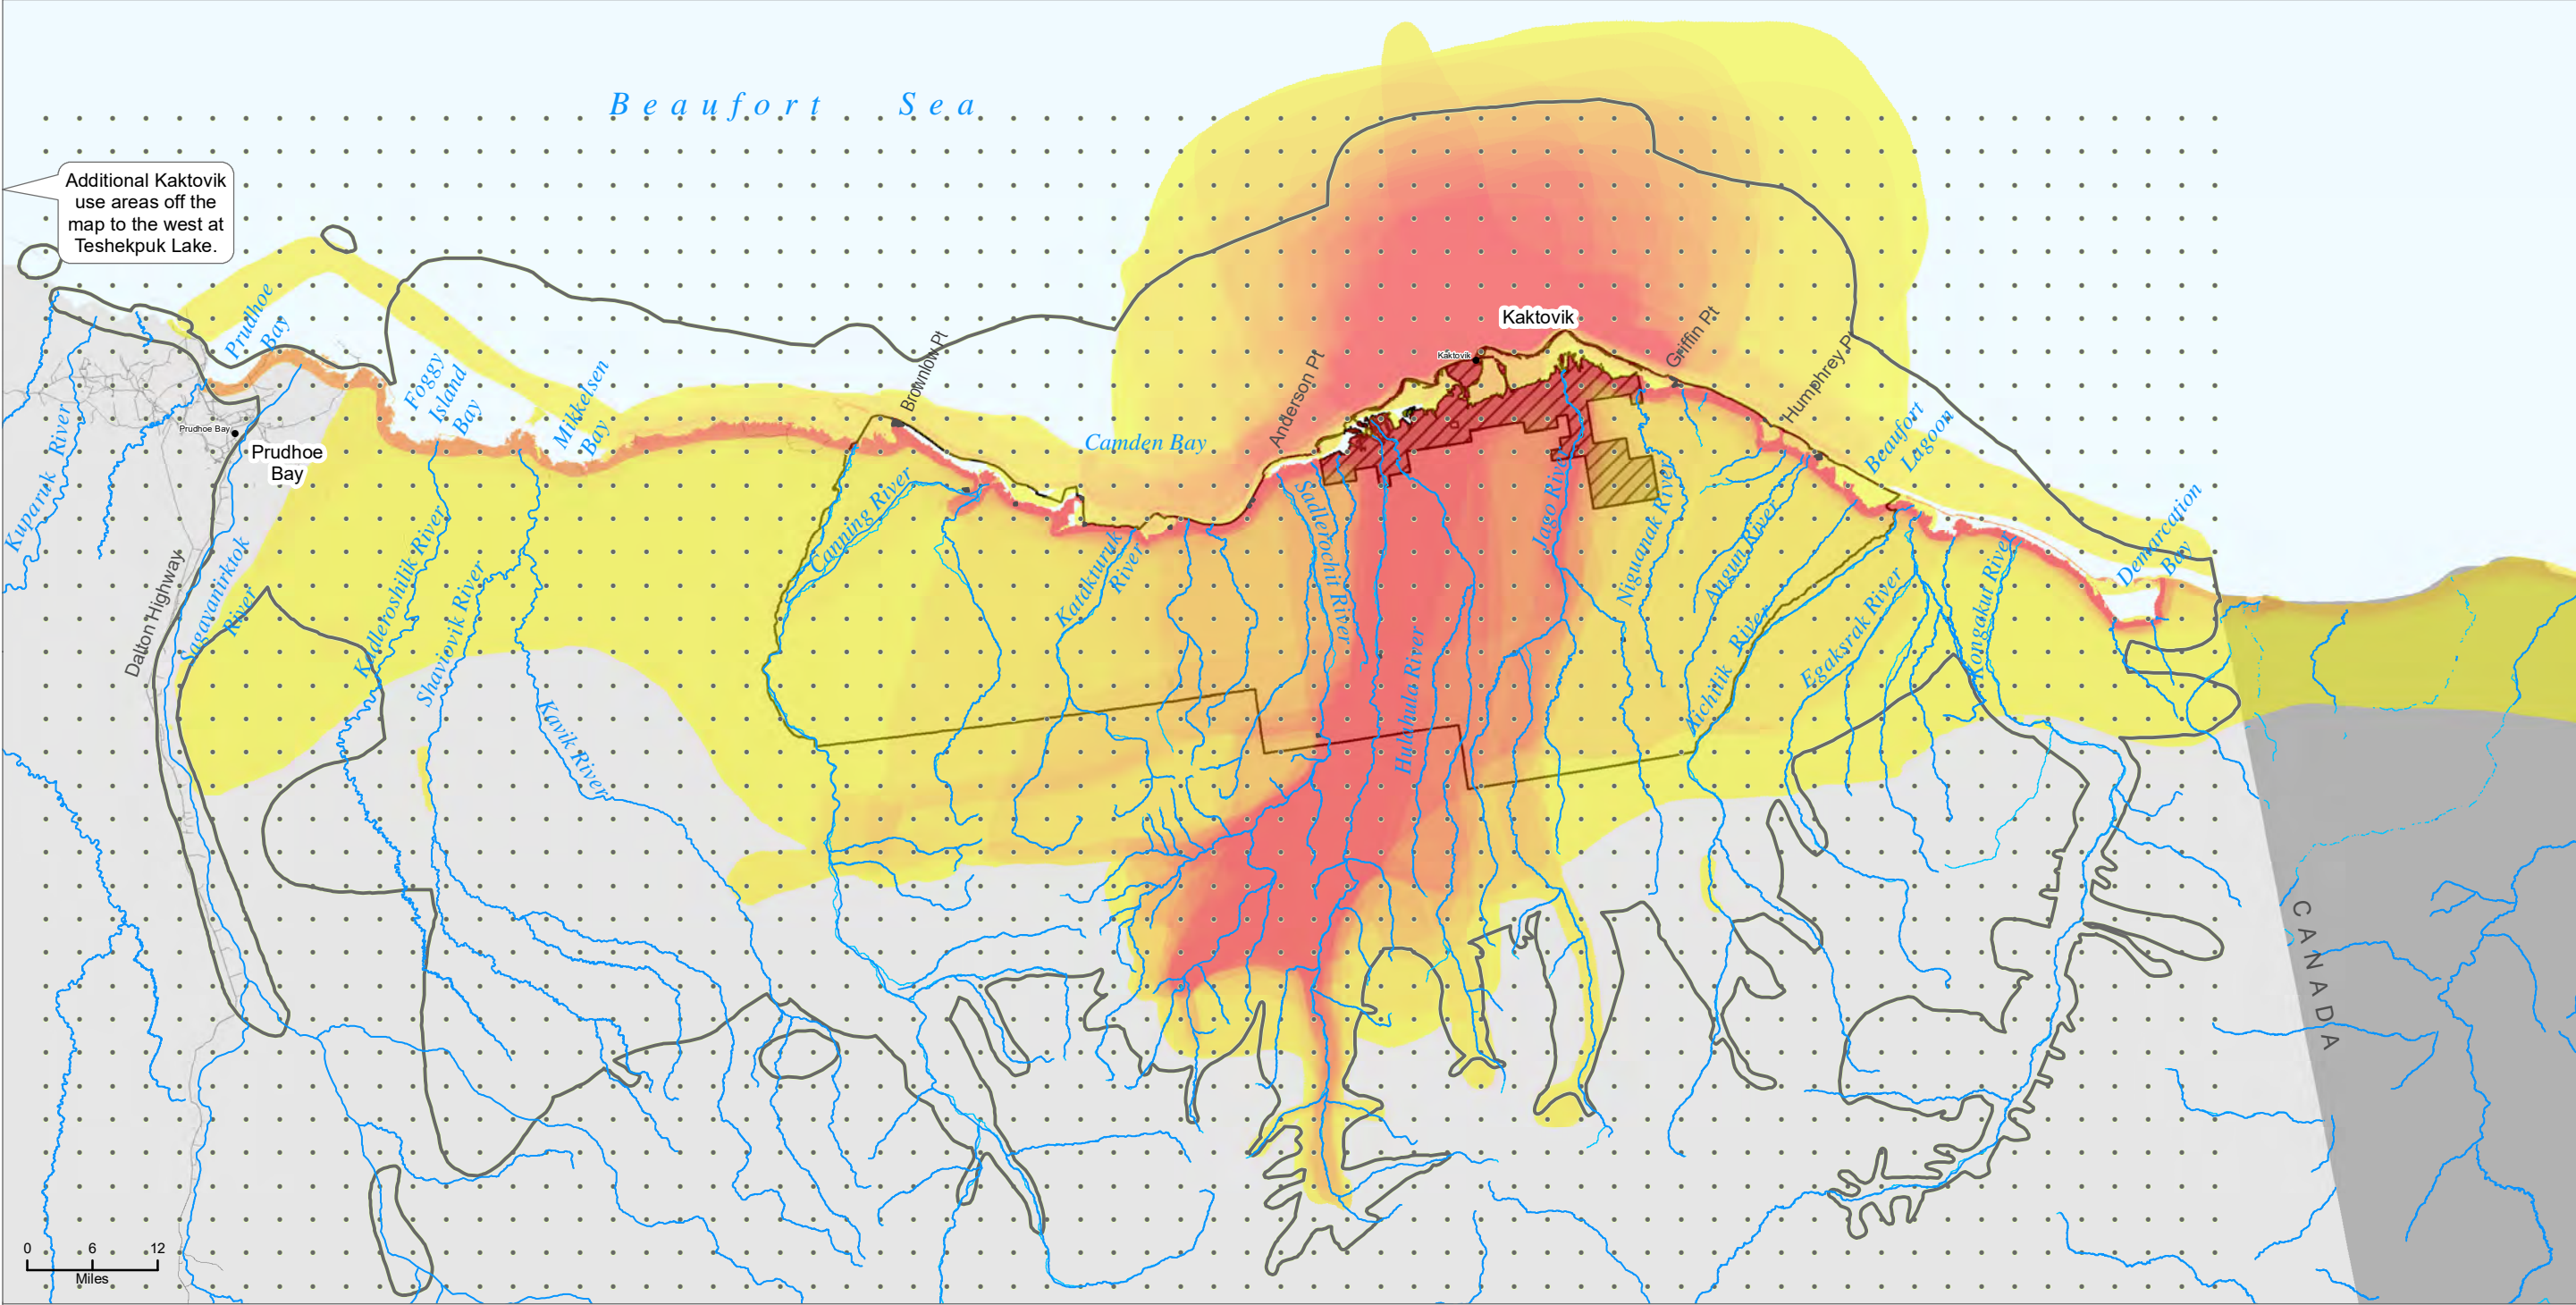 Beaufort Sea
Additional Kaktovik
use areas off the
map to the west at
Teshekpuk Lake.
Prudhoe
Bay
Foggy
Island
Bay
Mikkelsen
Bay
Brownlow Pt
Camden Bay
Anderson Pt
Kaktovik
Kaktovik
Griffin Pt
Humphrey Pt
Beaufort
Lagoon
Demarcation
Bay
Prudhoe Bay
Prudhoe
Bay
Kuparuk River
Dalton Highway
Sagavanirktok
River
Kadleroshilik River
Shaviovik River
Kavik River
Canning River
Katakturuk
River
Sadlerochit River
Hulahula River
Jago River
Niguanak River
Angun River
Aichilik River
Egaksrak River
Kongakut River
CANADA
0 6 12
Miles